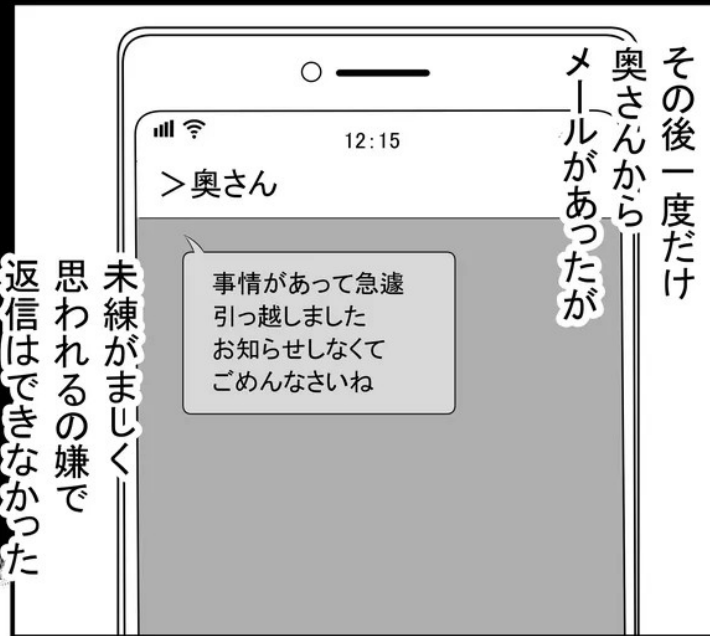 その後一度だけ
奥さんから
メールがあったが
12:15
＞奥さん
事情があって急遽
引っ越しました
お知らせしなくて
ごめんなさいね
未練がましく
思われるの嫌で
返信はできなかった